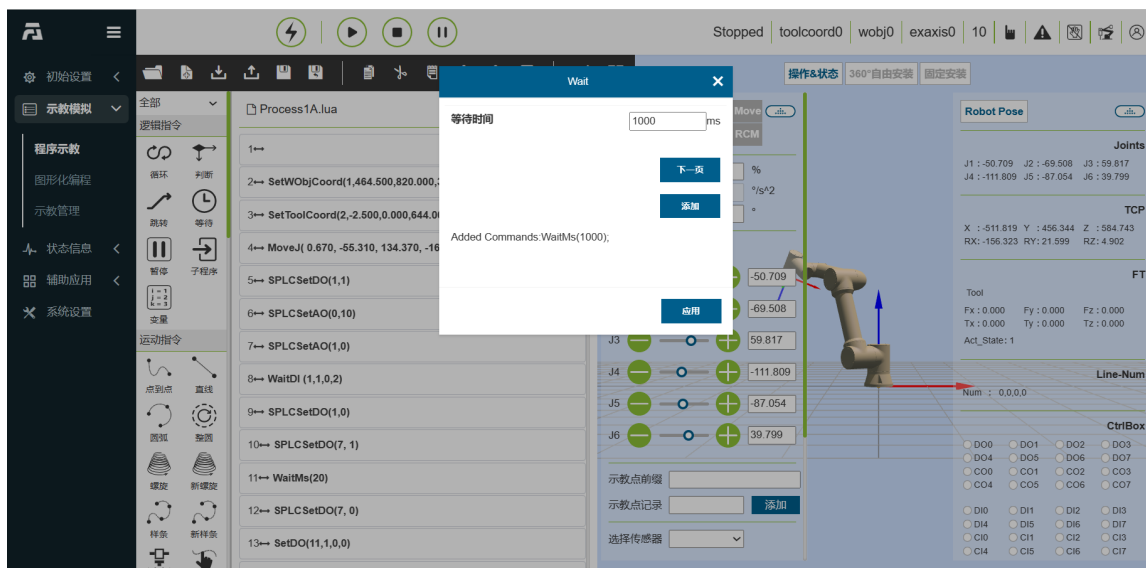 Stopped toolcoord0 wobj0 exaxis0 10
初始设置
示教模拟
程序示教
图形化编程
示教管理
状态信息
辅助应用
系统设置
全部
逻辑指令
循环 判断
跳转 等待
暂停 子程序
变量
运动指令
点到点 直线
圆弧 整圆
螺旋 新螺旋
样条 新样条
Process1A.lua
1
2 SetWObjCoord(1,464.500,820.000,
3 SetToolCoord(2,-2.500,0.000,644.0
4 MoveJ( 0.670, -55.310, 134.370, -16
5 SPLCSetDO(1,1)
6 SPLCSetAO(0,10)
7 SPLCSetAO(1,0)
8 WaitDI (1,1,0,2)
9 SPLCSetDO(1,0)
10 SPLCSetDO(7, 1)
11 WaitMs(20)
12 SPLCSetDO(7, 0)
13 SetDO(11,1,0,0)
Wait
等待时间 1000 ms
下一页
添加
Added Commands:WaitMs(1000);
应用
操作&状态 360°自由安装 固定安装
Move
RCM
%
°/s^2
°
-50.709
-69.508
J3 59.817
J4 -111.809
J5 -87.054
J6 39.799
示教点前缀
示教点记录 添加
选择传感器
Robot Pose
Joints
J1 : -50.709 J2 : -69.508 J3 : 59.817
J4 : -111.809 J5 : -87.054 J6 : 39.799
TCP
X : -511.819 Y : 456.344 Z : 584.743
RX: -156.323 RY: 21.599 RZ: 4.902
FT
Tool
Fx : 0.000 Fy : 0.000 Fz : 0.000
Tx : 0.000 Ty : 0.000 Tz : 0.000
Act_State: 1
Line-Num
Num : 0,0,0,0
CtrlBox
DO0 DO1 DO2 DO3
DO4 DO5 DO6 DO7
CO0 CO1 CO2 CO3
CO4 CO5 CO6 CO7
DI0 DI1 DI2 DI3
DI4 DI5 DI6 DI7
CI0 CI1 CI2 CI3
CI4 CI5 CI6 CI7